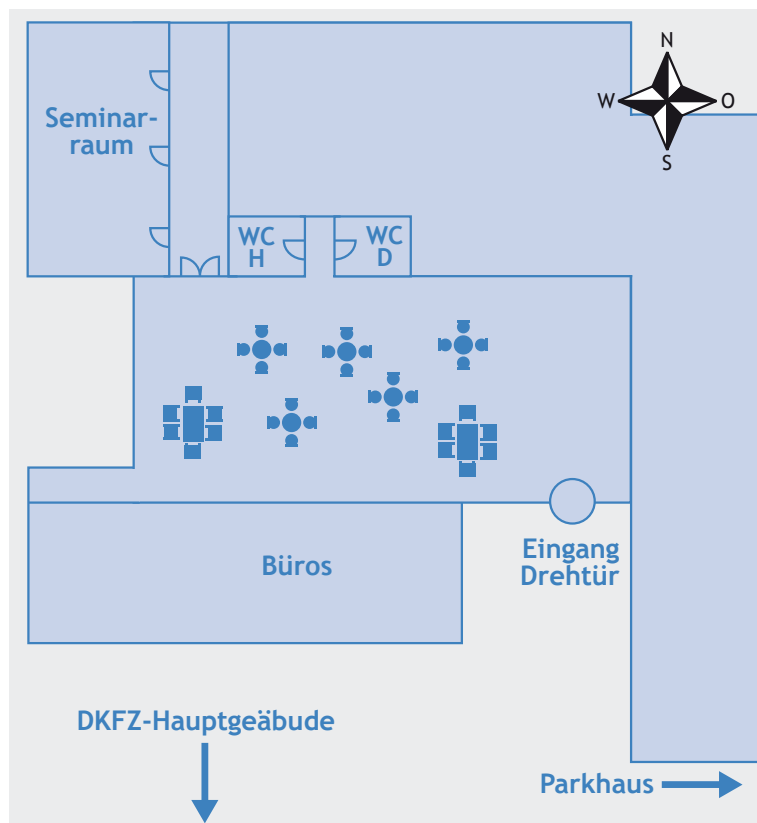 N
W
O
S
Seminar-
raum
WC
H
WC
D
Büros
Eingang
Drehtür
DKFZ-Hauptgeäbude
Parkhaus